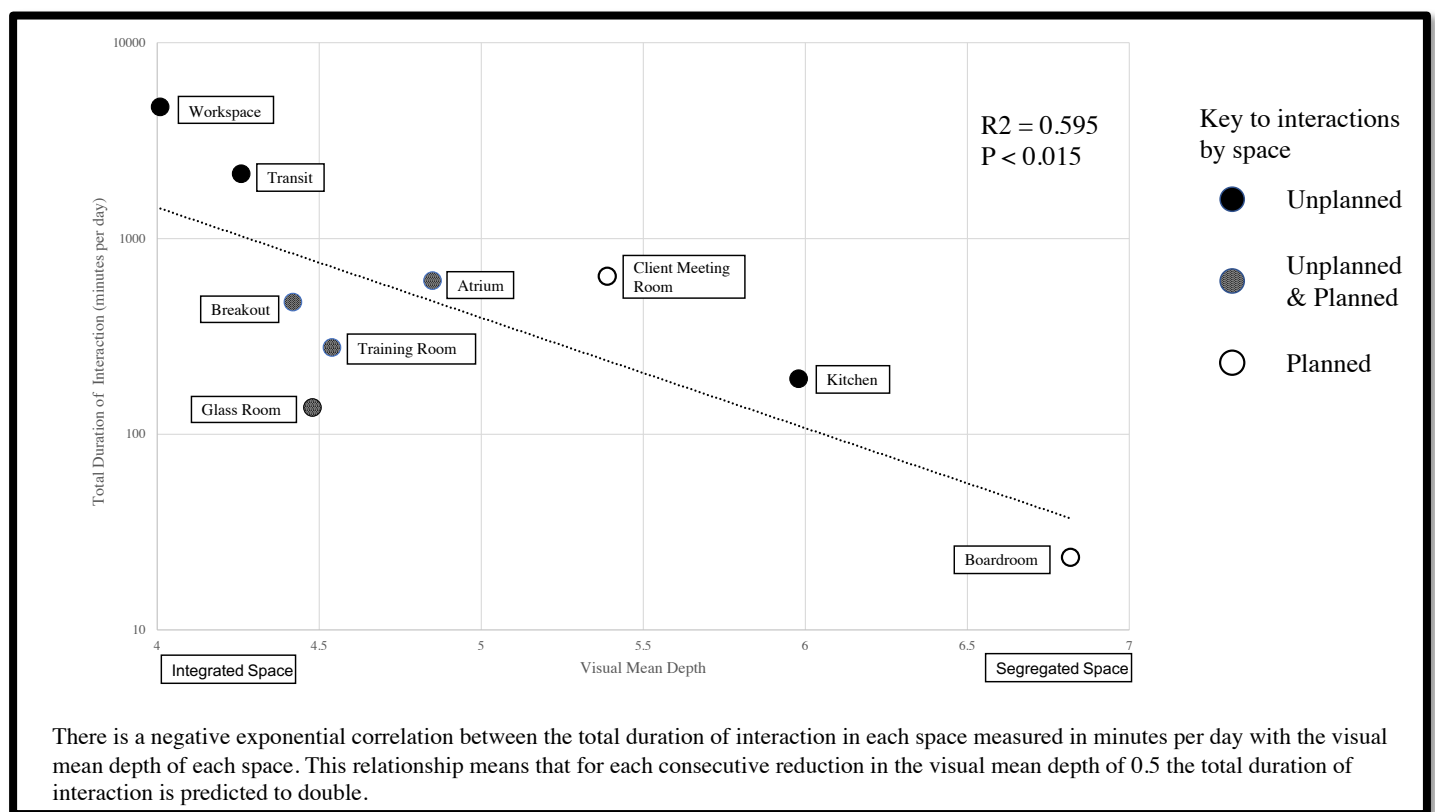 10000
Workspace
Transit
R2 = 0.595
P < 0.015
Key to interactions
by space
Unplanned
Unplanned
& Planned
Planned
Total Duration of Interaction (minutes per day)
1000
Client Meeting
Room
Atrium
Breakout
Training Room
Kitchen
Glass Room
100
Boardroom
10
4
4.5
5
5.5
6
6.5
7
Integrated Space
Visual Mean Depth
Segregated Space
There is a negative exponential correlation between the total duration of interaction in each space measured in minutes per day with the visual
mean depth of each space. This relationship means that for each consecutive reduction in the visual mean depth of 0.5 the total duration of
interaction is predicted to double.